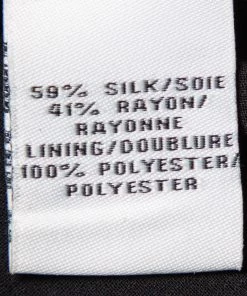 59% SILK/SOIE
41% RAYON/
RAYONNE
LINING/DOUBLURE
100% POLYESTER/
POLYESTER